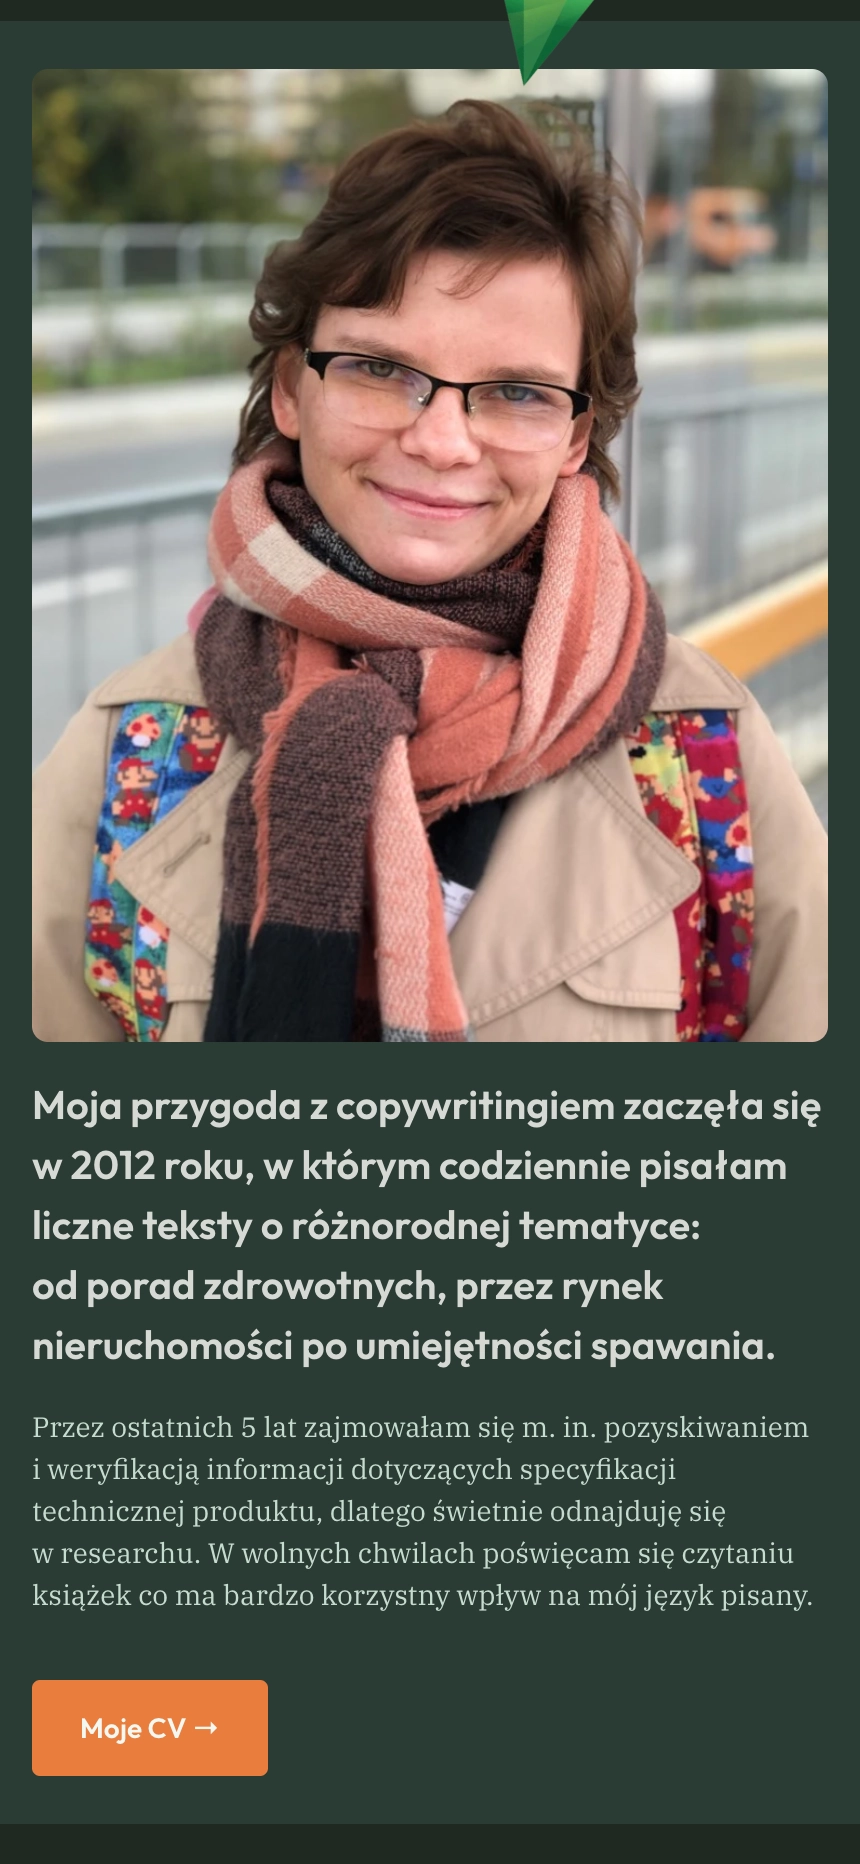 Moja przygoda z copywritingiem zaczęła się
w 2012 roku, w którym codziennie pisałam
liczne teksty o różnorodnej tematyce:
od porad zdrowotnych, przez rynek
nieruchomości po umiejętności spawania.
Przez ostatnich 5 lat zajmowałam się m. in. pozyskiwaniem
i weryfikacją informacji dotyczących specyfikacji
technicznej produktu, dlatego świetnie odnajduję się
w researchu. W wolnych chwilach poświęcam się czytaniu
książek co ma bardzo korzystny wpływ na mój język pisany.
Moje CV →